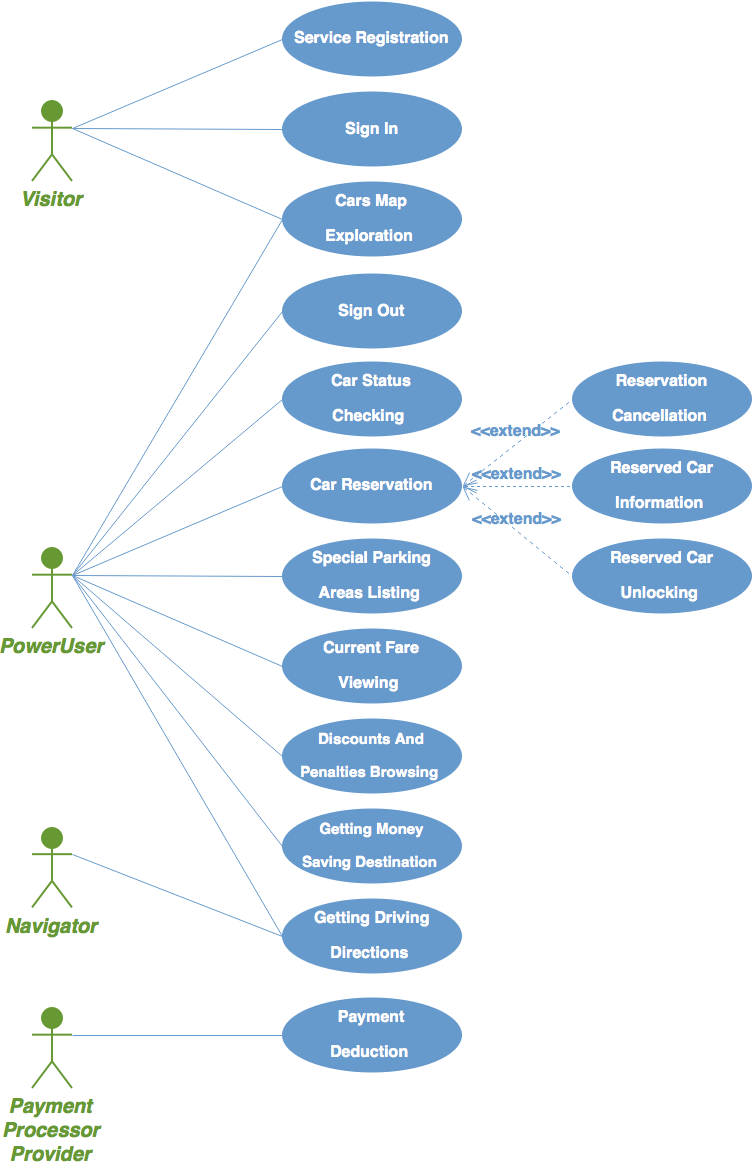 Service Registration
Sign In
Visitor
Cars Map
Exploration
Sign Out
Car Status
Checking
Reservation
Cancellation
<<extend>>
Car Reservation
<<extend>>
Reserved Car
Information
<<extend>>
Special Parking
Areas Listing
Reserved Car
Unlocking
PowerUser
Current Fare
Viewing
Discounts And
Penalties Browsing
Getting Money
Saving Destination
Navigator
Getting Driving
Directions
Payment
Deduction
Payment
Processor
Provider